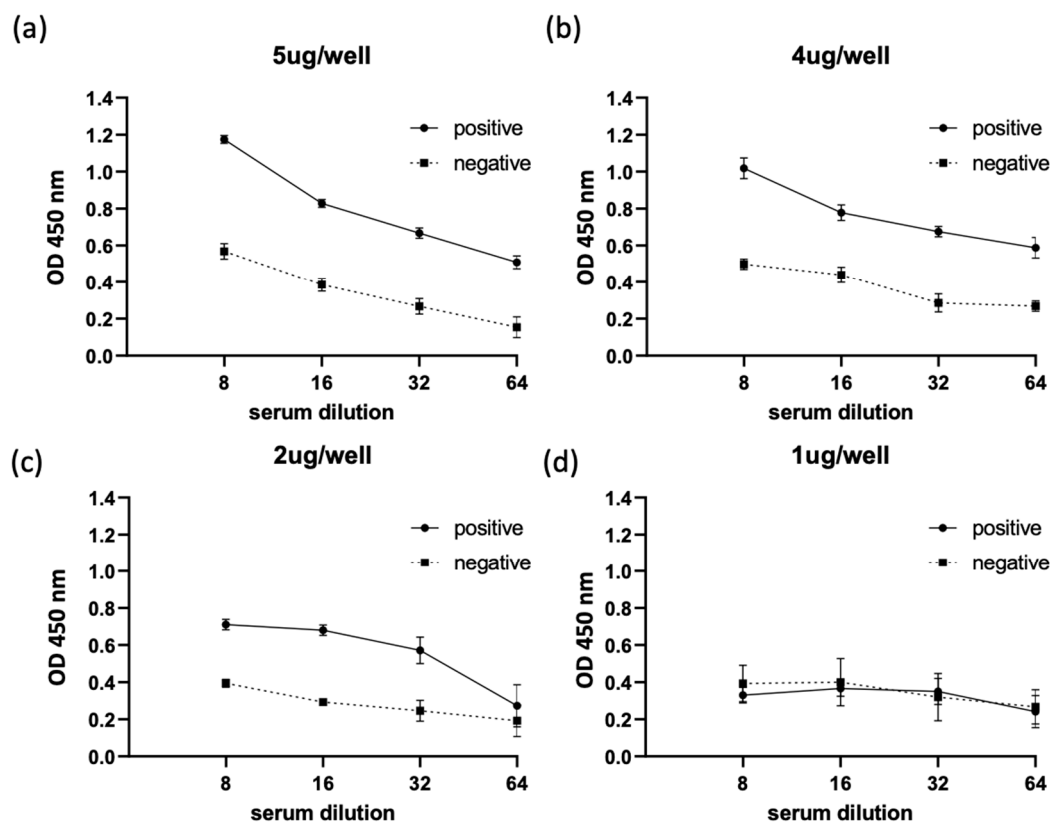 (a)
5ug/well
OD 450 nm
1.4
1.2
1.0
0.8
0.6
0.4
0.2
0.0
positive
negative
8 16 32 64
serum dilution
(b)
4ug/well
OD 450 nm
1.4
1.2
1.0
0.8
0.6
0.4
0.2
0.0
positive
negative
8 16 32 64
serum dilution
(c)
2ug/well
OD 450 nm
1.4
1.2
1.0
0.8
0.6
0.4
0.2
0.0
positive
negative
8 16 32 64
serum dilution
(d)
1ug/well
OD 450 nm
1.4
1.2
1.0
0.8
0.6
0.4
0.2
0.0
positive
negative
8 16 32 64
serum dilution